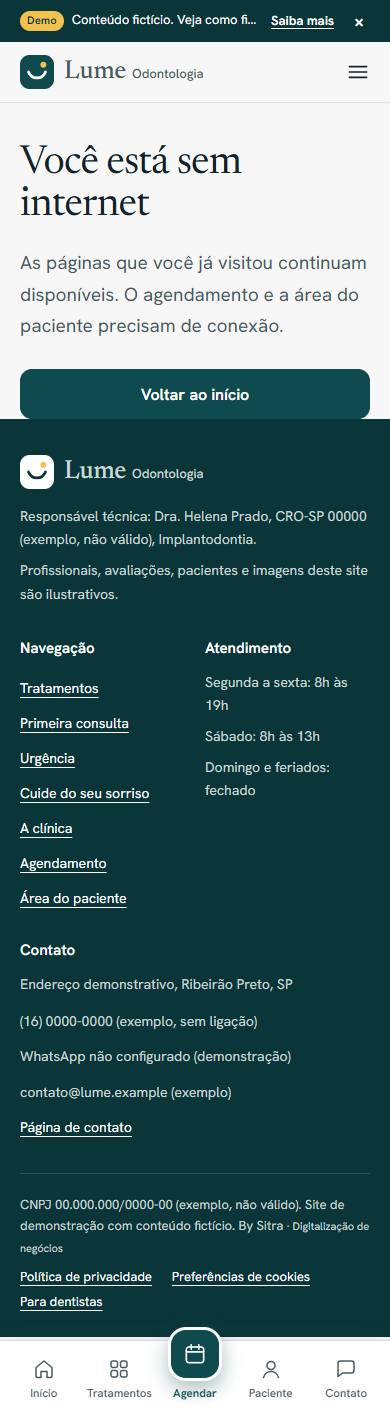 Demo Conteúdo fictício. Veja como fi... Saiba mais ×
Lume Odontologia
Você está sem
internet
As páginas que você já visitou continuam
disponíveis. O agendamento e a área do
paciente precisam de conexão.
Voltar ao início
Lume Odontologia
Responsável técnica: Dra. Helena Prado, CRO-SP 00000
(exemplo, não válido), Implantodontia.
Profissionais, avaliações, pacientes e imagens deste site
são ilustrativos.
Navegação
Tratamentos
Primeira consulta
Urgência
Cuide do seu sorriso
A clínica
Agendamento
Área do paciente
Atendimento
Segunda a sexta: 8h às
19h
Sábado: 8h às 13h
Domingo e feriados:
fechado
Contato
Endereço demonstrativo, Ribeirão Preto, SP
(16) 0000-0000 (exemplo, sem ligação)
WhatsApp não configurado (demonstração)
contato@lume.example (exemplo)
Página de contato
CNPJ 00.000.000/0000-00 (exemplo, não válido). Site de
demonstração com conteúdo fictício. By Sitra · Digitalização de
negócios
Política de privacidade Preferências de cookies
Para dentistas
Início Tratamentos Agendar Paciente Contato